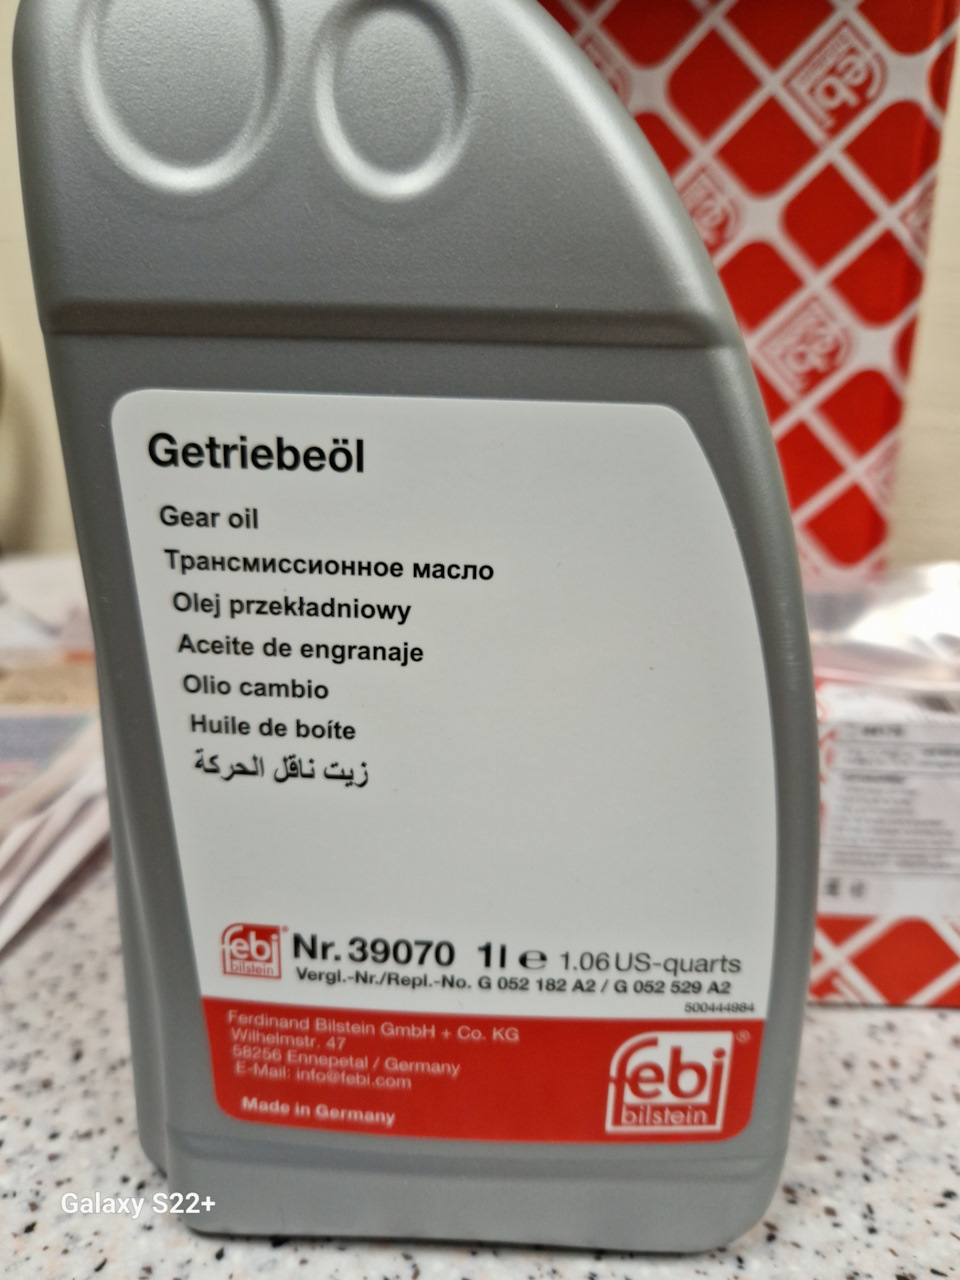 Getriebeöl
Gear oil
Трансмиссионное масло
Olej przekładniowy
Aceite de engranaje
Olio cambio
Huile de boíte
زيت ناقل الحركة
febi bilstein
Nr. 39070 1l e 1.06 US-quarts
Vergl.-Nr./Repl.-No. G 052 182 A2 / G 052 529 A2
500444984
Ferdinand Bilstein GmbH + Co. KG
Wilhelmstr. 47
58256 Ennepetal / Germany
E-Mail: info@febi.com
Made in Germany
febi®
bilstein
febi
Galaxy S22+